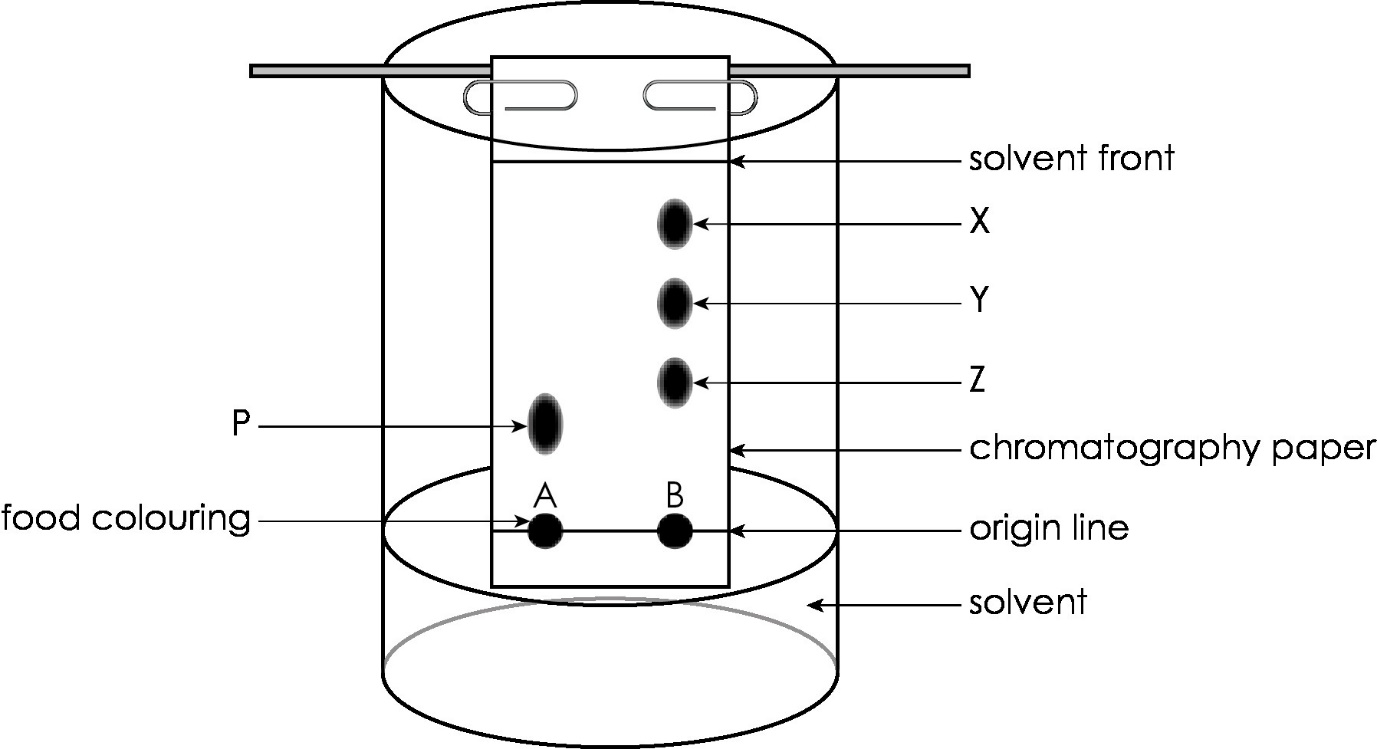 solvent front
X
Y
Z
P
chromatography paper
A
B
food colouring
origin line
solvent